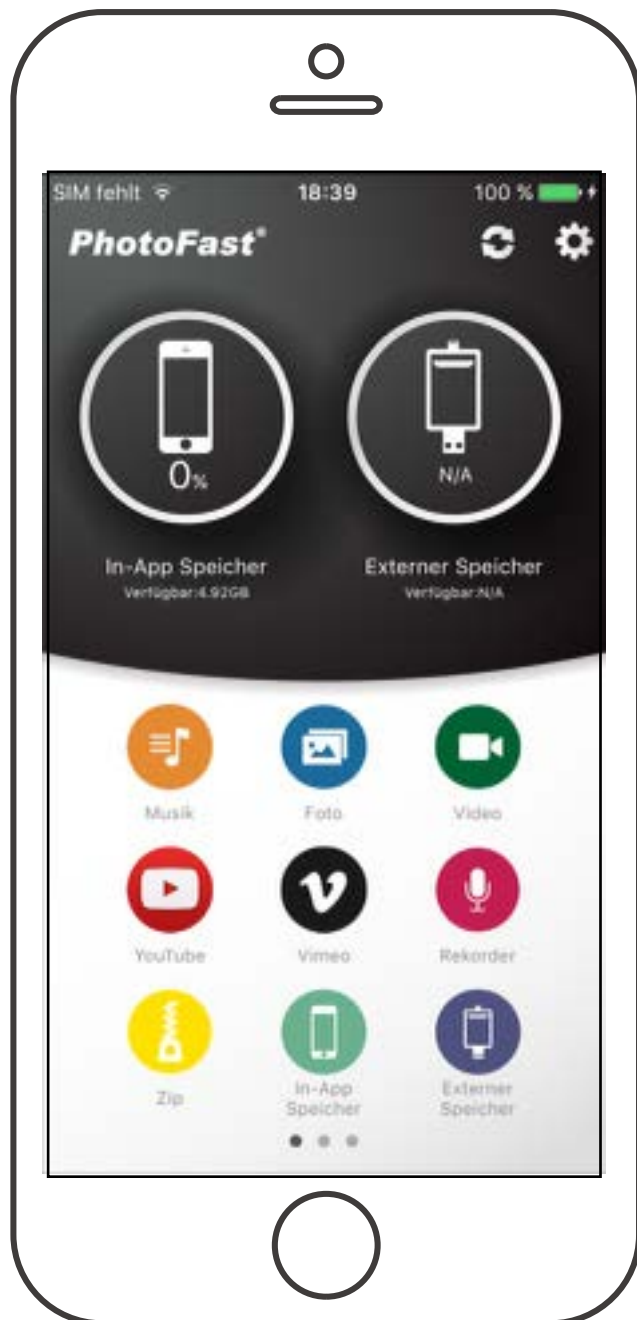 SIM fehlt 18:39 100 %
PhotoFast®
0% N/A
In-App Speicher Externer Speicher
Verfügbar:4.92GB Verfügbar:N/A
Musik Foto Video
YouTube Vimeo Rekorder
Zip In-App Speicher Externer Speicher